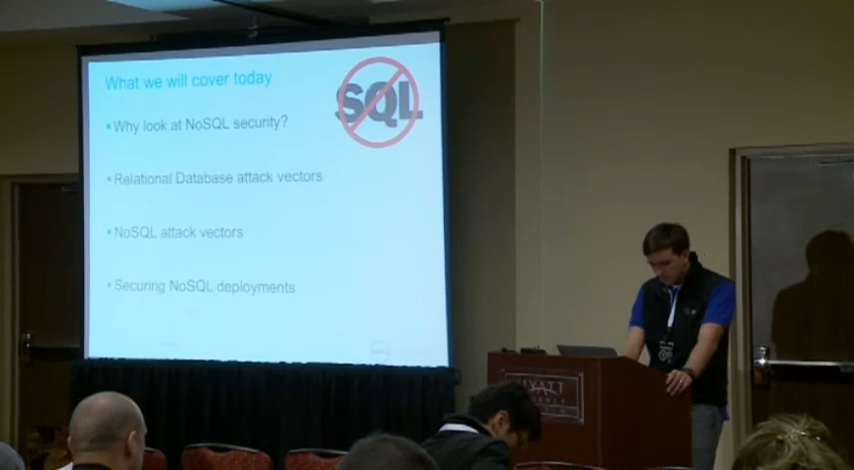 What we will cover today
SQL
Why look at NoSQL security?
Relational Database attack vectors
NoSQL attack vectors
Securing NoSQL deployments
HYATT